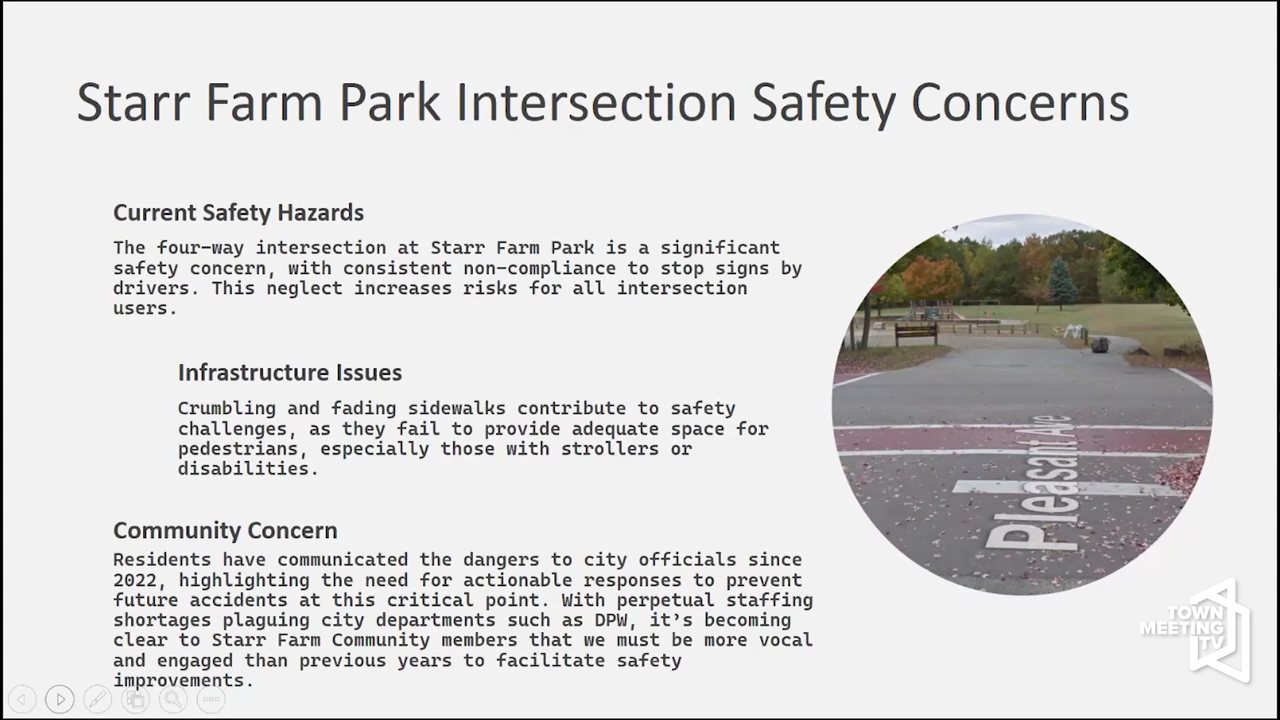 Starr Farm Park Intersection Safety Concerns
Current Safety Hazards
The four-way intersection at Starr Farm Park is a significant
safety concern, with consistent non-compliance to stop signs by
drivers. This neglect increases risks for all intersection
users.
Infrastructure Issues
Crumbling and fading sidewalks contribute to safety
challenges, as they fail to provide adequate space for
pedestrians, especially those with strollers or
disabilities.
Community Concern
Residents have communicated the dangers to city officials since
2022, highlighting the need for actionable responses to prevent
future accidents at this critical point. With perpetual staffing
shortages plaguing city departments such as DPW, it’s becoming
clear to Starr Farm Community members that we must be more vocal
and engaged than previous years to facilitate safety
improvements.
Pleasant Ave
TOWN
MEETING
TV